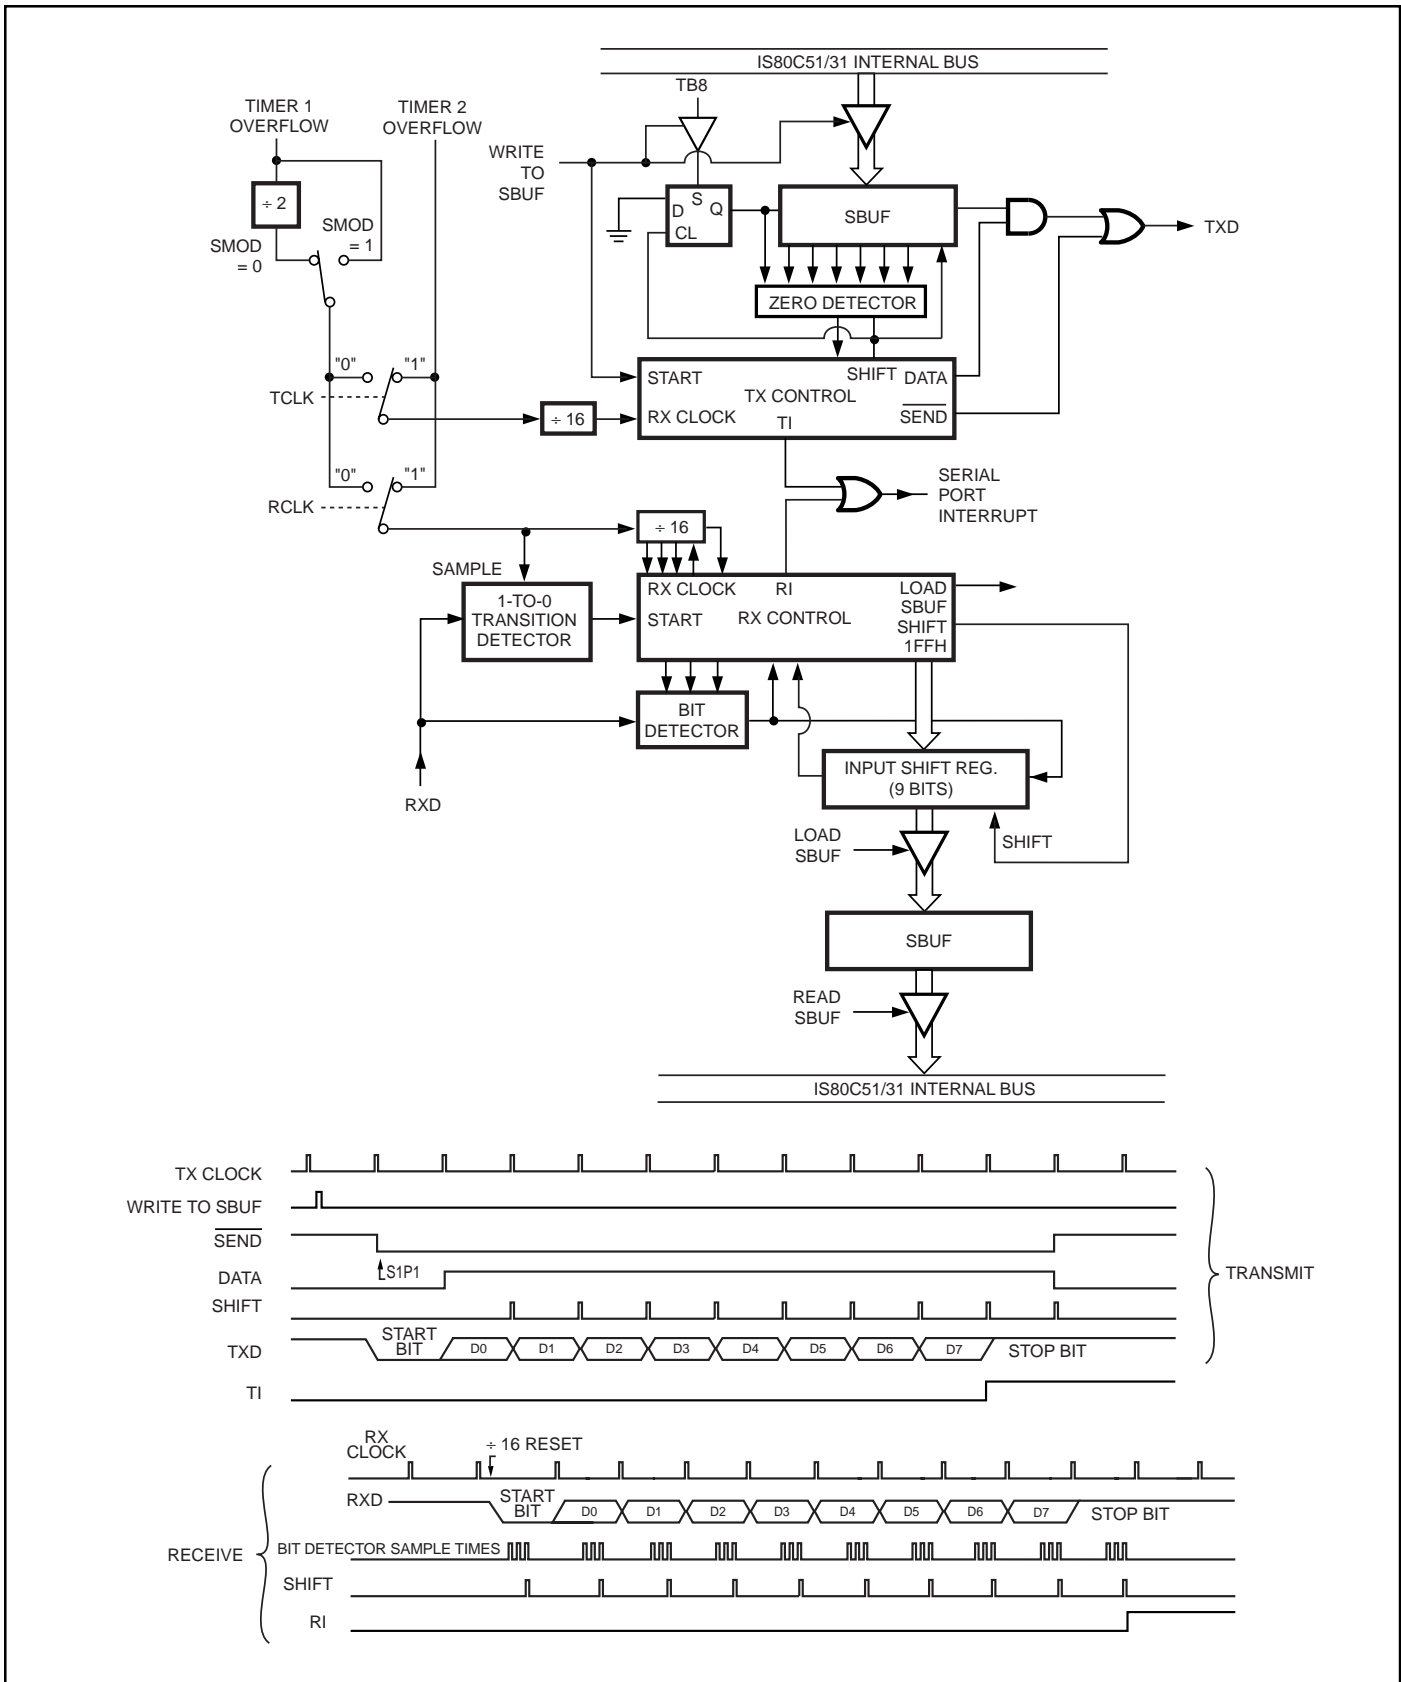 IS80C51/31 INTERNAL BUS
TB8
TIMER 1
OVERFLOW
TIMER 2
OVERFLOW
WRITE
TO
SBUF
÷ 2
SMOD
= 1
SMOD
= 0
S
D
Q
CL
SBUF
TXD
ZERO DETECTOR
"0"
"1"
TCLK
START
SHIFT
DATA
TX CONTROL
RX CLOCK
TI
SEND
÷ 16
"0"
"1"
RCLK
SERIAL
PORT
INTERRUPT
÷ 16
SAMPLE
1-TO-0
TRANSITION
DETECTOR
RX CLOCK
RI
LOAD
SBUF
START
RX CONTROL
SHIFT
1FFH
BIT
DETECTOR
RXD
INPUT SHIFT REG.
(9 BITS)
LOAD
SBUF
SHIFT
SBUF
READ
SBUF
IS80C51/31 INTERNAL BUS
TX CLOCK
WRITE TO SBUF
SEND
S1P1
DATA
SHIFT
TRANSMIT
TXD
START
BIT
D0 D1 D2 D3 D4 D5 D6 D7 STOP BIT
TI
RX
CLOCK
÷ 16 RESET
RXD
START
BIT
D0 D1 D2 D3 D4 D5 D6 D7 STOP BIT
RECEIVE
BIT DETECTOR SAMPLE TIMES
SHIFT
RI